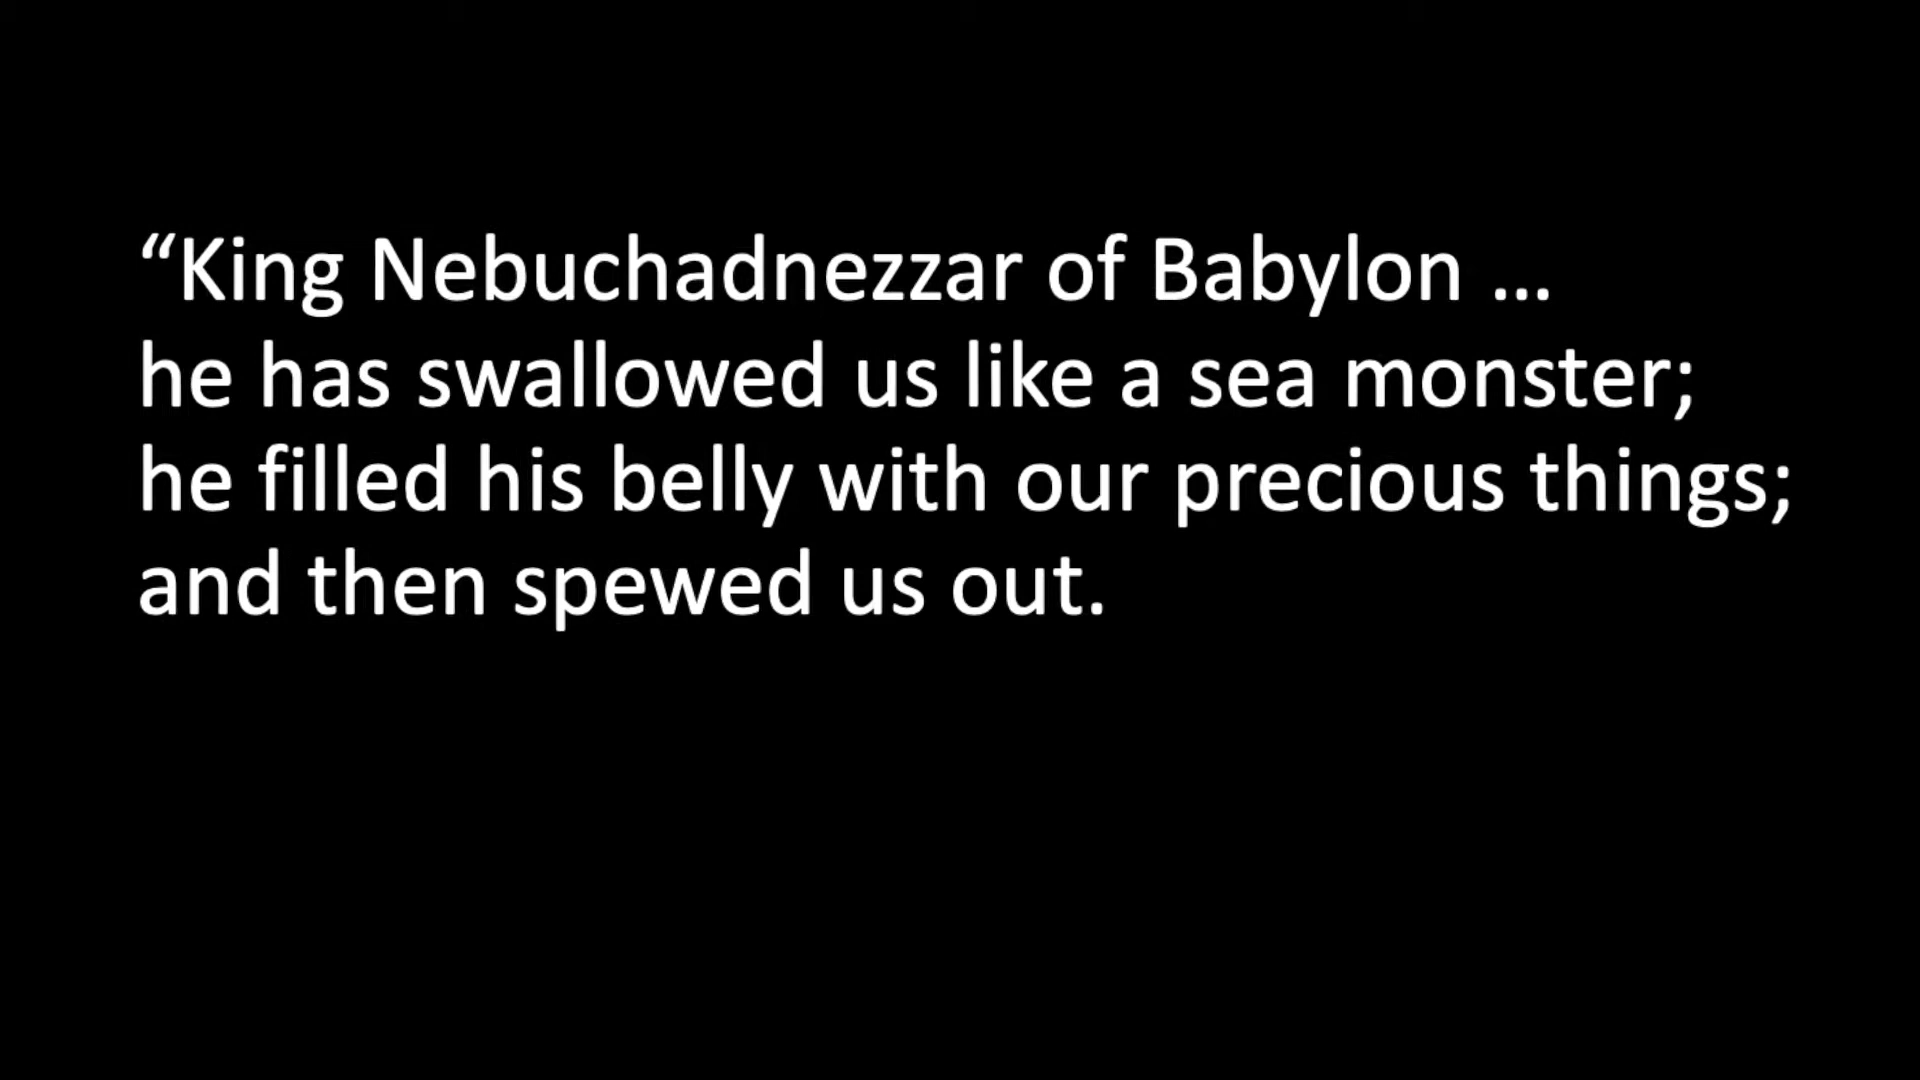 “King Nebuchadnezzar of Babylon ...
he has swallowed us like a sea monster;
he filled his belly with our precious things;
and then spewed us out.